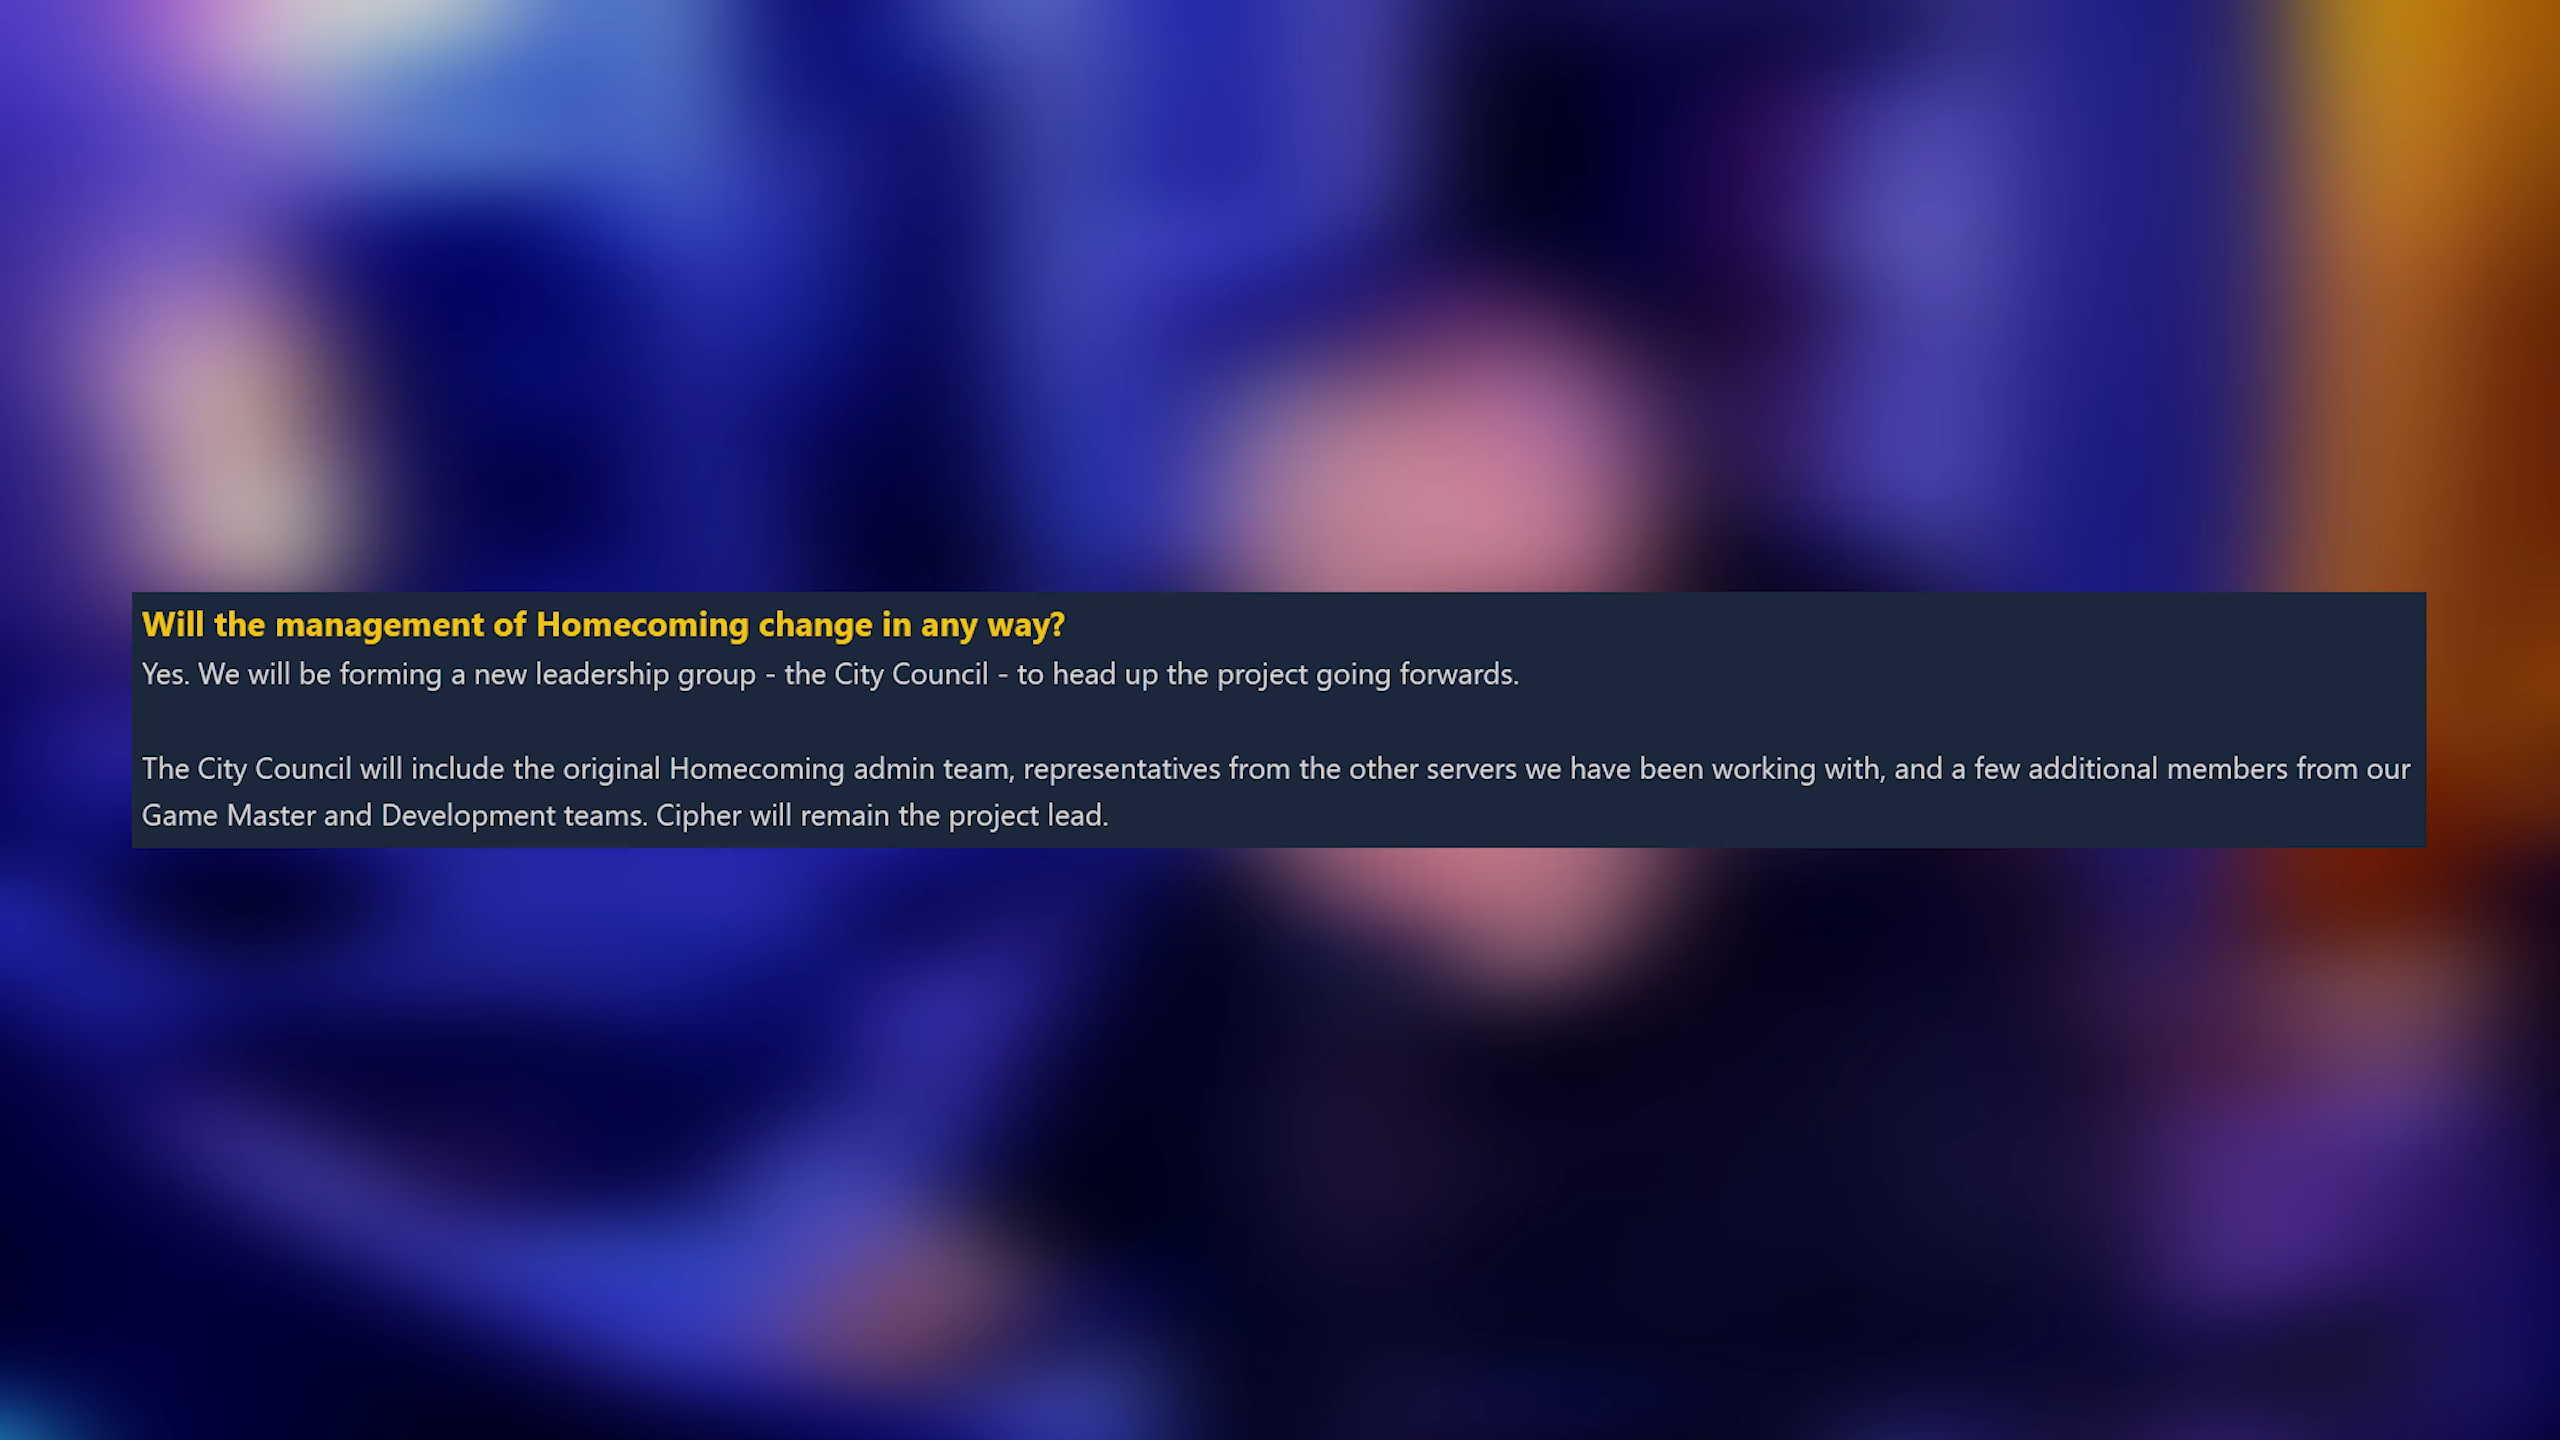 Will the management of Homecoming change in any way?
Yes. We will be forming a new leadership group - the City Council - to head up the project going forwards.
The City Council will include the original Homecoming admin team, representatives from the other servers we have been working with, and a few additional members from our
Game Master and Development teams. Cipher will remain the project lead.